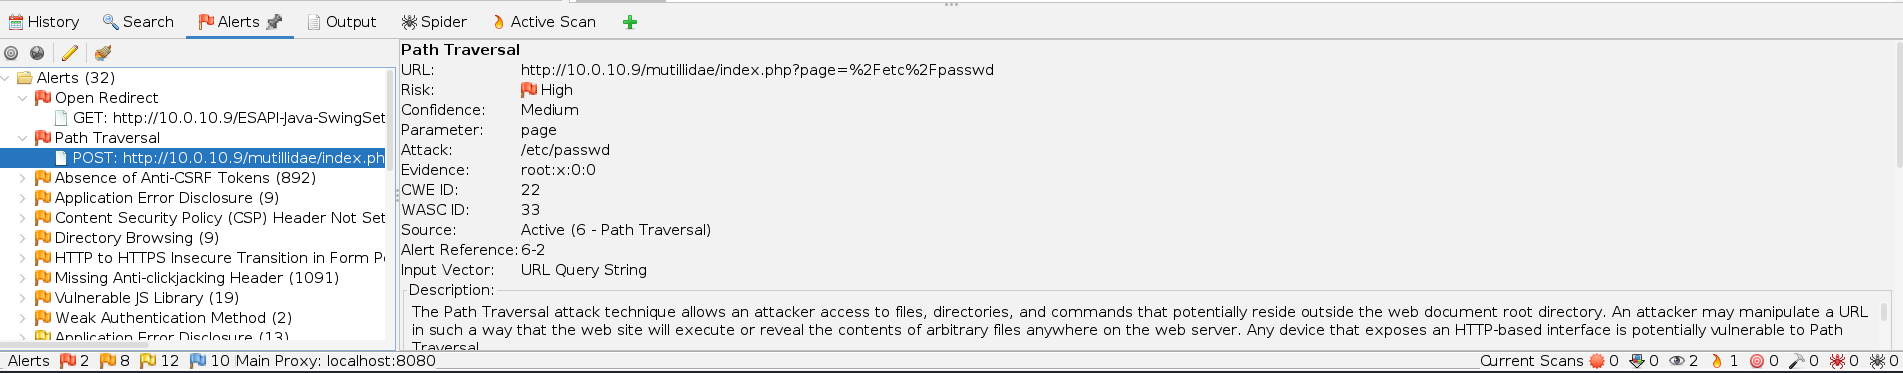 History Search Alerts Output Spider Active Scan
Alerts (32)
Open Redirect
GET: http://10.0.10.9/ESAPI-Java-SwingSet
Path Traversal
POST: http://10.0.10.9/mutillidae/index.ph
Absence of Anti-CSRF Tokens (892)
Application Error Disclosure (9)
Content Security Policy (CSP) Header Not Set
Directory Browsing (9)
HTTP to HTTPS Insecure Transition in Form Po
Missing Anti-clickjacking Header (1091)
Vulnerable JS Library (19)
Weak Authentication Method (2)
Application Error Disclosure (13)
Path Traversal
URL: http://10.0.10.9/mutillidae/index.php?page=%2Fetc%2Fpasswd
Risk: High
Confidence: Medium
Parameter: page
Attack: /etc/passwd
Evidence: root:x:0:0
CWE ID: 22
WASC ID: 33
Source: Active (6 - Path Traversal)
Alert Reference: 6-2
Input Vector: URL Query String
Description:
The Path Traversal attack technique allows an attacker access to files, directories, and commands that potentially reside outside the web document root directory. An attacker may manipulate a URL
in such a way that the web site will execute or reveal the contents of arbitrary files anywhere on the web server. Any device that exposes an HTTP-based interface is potentially vulnerable to Path
Traversal
Alerts 2 8 12 10 Main Proxy: localhost:8080
Current Scans 0 0 2 1 0 0 0 0